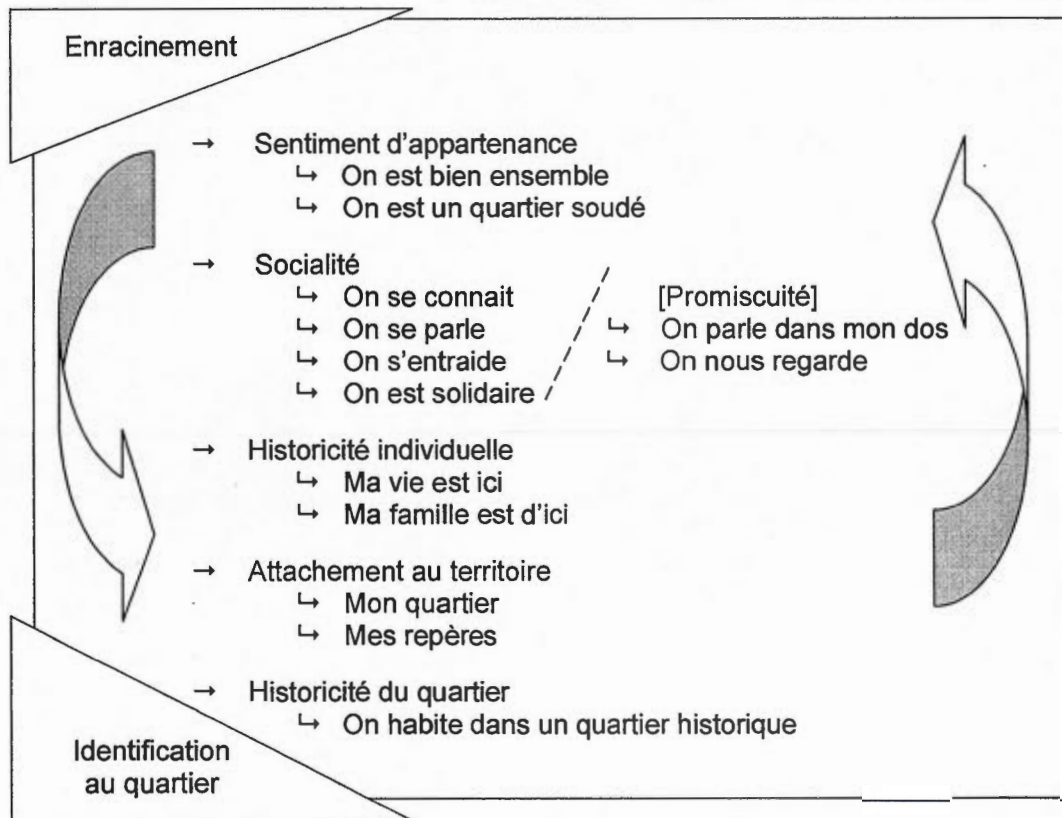 Enracinement
→ Sentiment d'appartenance
↳ On est bien ensemble
↳ On est un quartier soudé
→ Socialité
↳ On se connait
↳ On se parle
↳ On s'entraide
↳ On est solidaire
[Promiscuité]
↳ On parle dans mon dos
↳ On nous regarde
→ Historicité individuelle
↳ Ma vie est ici
↳ Ma famille est d'ici
→ Attachement au territoire
↳ Mon quartier
↳ Mes repères
→ Historicité du quartier
↳ On habite dans un quartier historique
Identification
au quartier